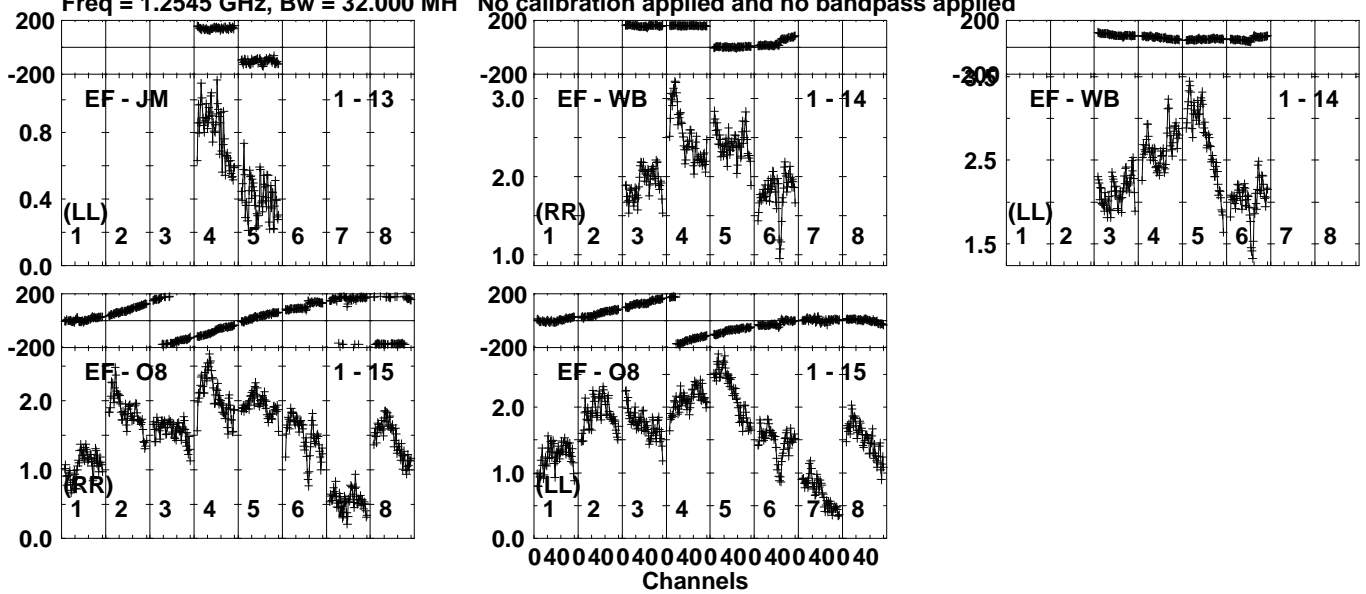 Freq = 1.2545 GHz, Bw = 32.000 MH No calibration applied and no bandpass applied
200
-200
EF - JM 1 - 13
0.8
0.4
(LL)
1 2 3 4 5 6 7 8
0.0
200
-200
EF - WB 1 - 14
3.0
2.0
(RR)
1 2 3 4 5 6 7 8
1.0
200
-200
3.5
EF - WB 1 - 14
2.5
(LL)
1 2 3 4 5 6 7 8
1.5
200
-200
EF - O8 1 - 15
2.0
1.0
(RR)
1 2 3 4 5 6 7 8
0.0
200
-200
EF - O8 1 - 15
2.0
1.0
(LL)
1 2 3 4 5 6 7 8
0.0
0 40 0 40 0 40 0 40 0 40 0 40 0 40 0 40
Channels